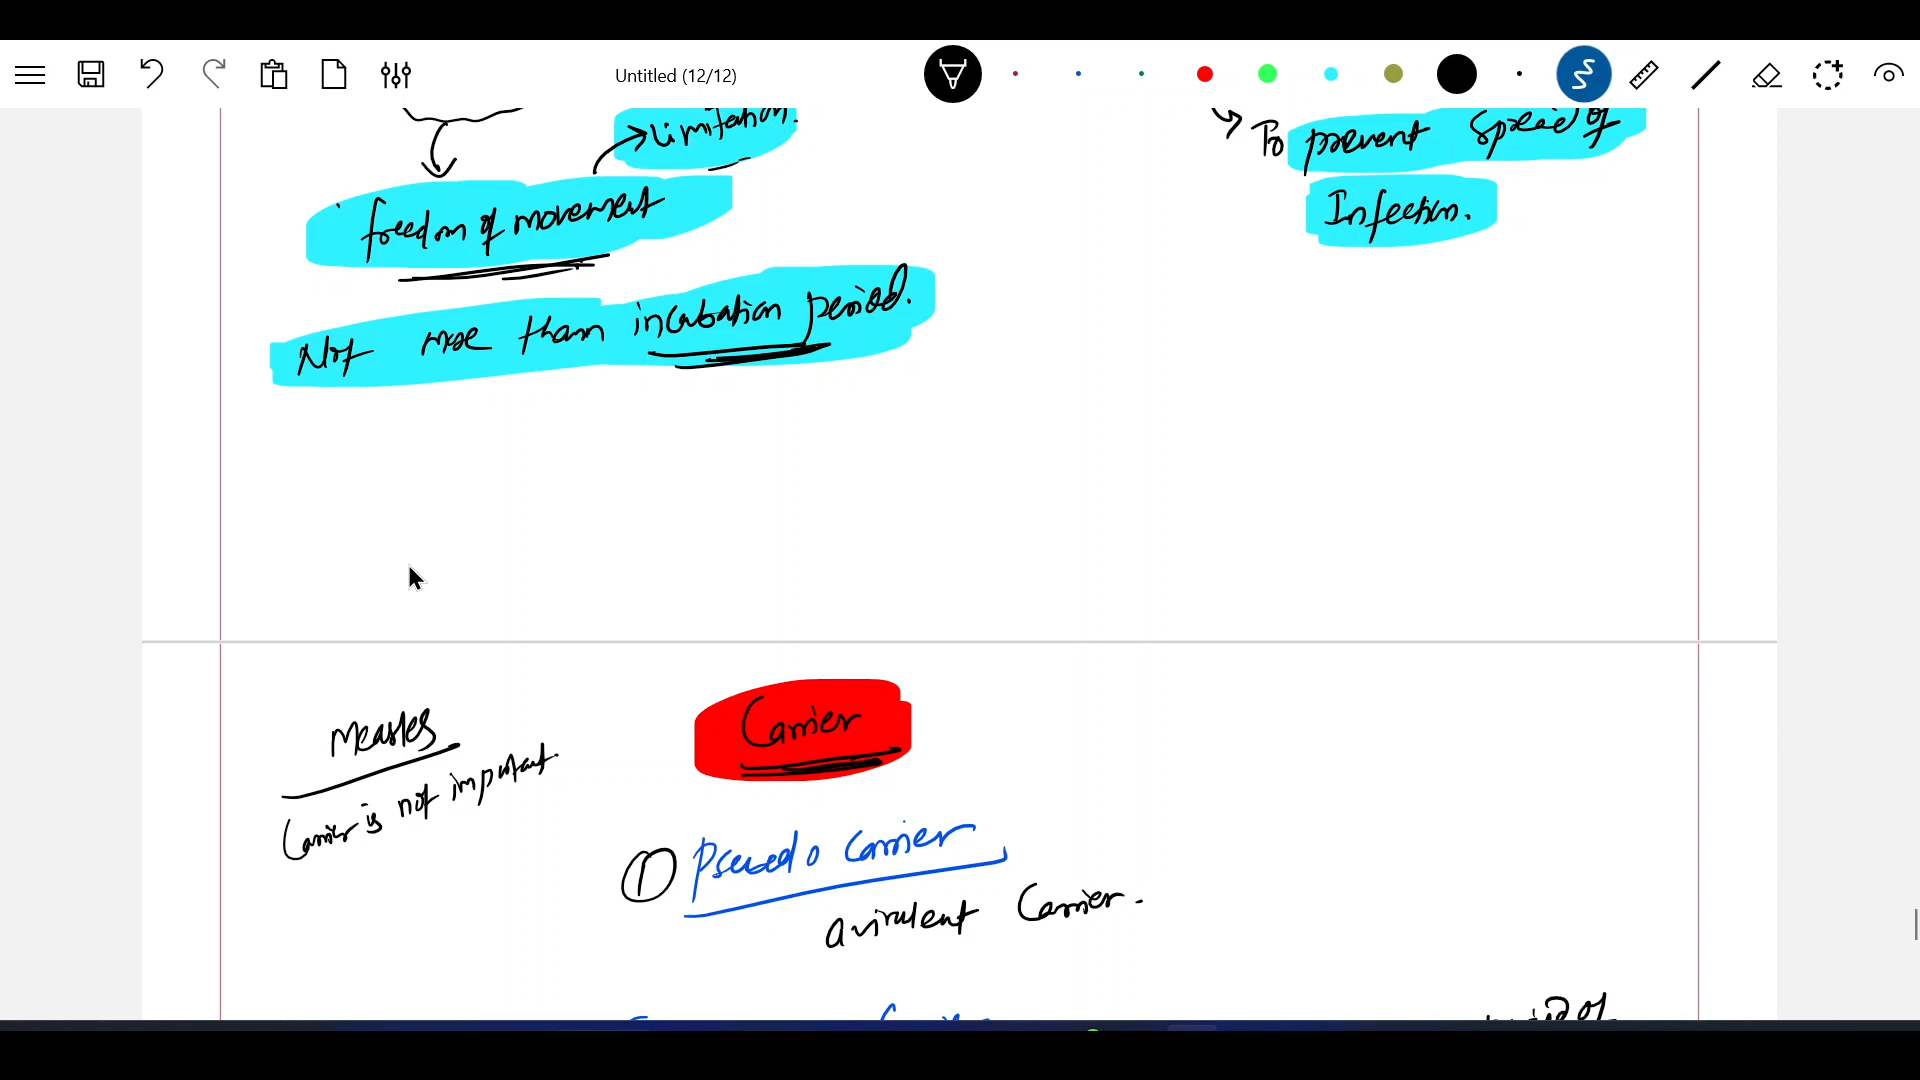 Untitled (12/12)
Limitation.
freedom of movement
Not more than incubation period.
To prevent spread of
Infection.
Measles
Carrier is not important.
Carrier
① Pseudo carrier
avirulent Carrier.